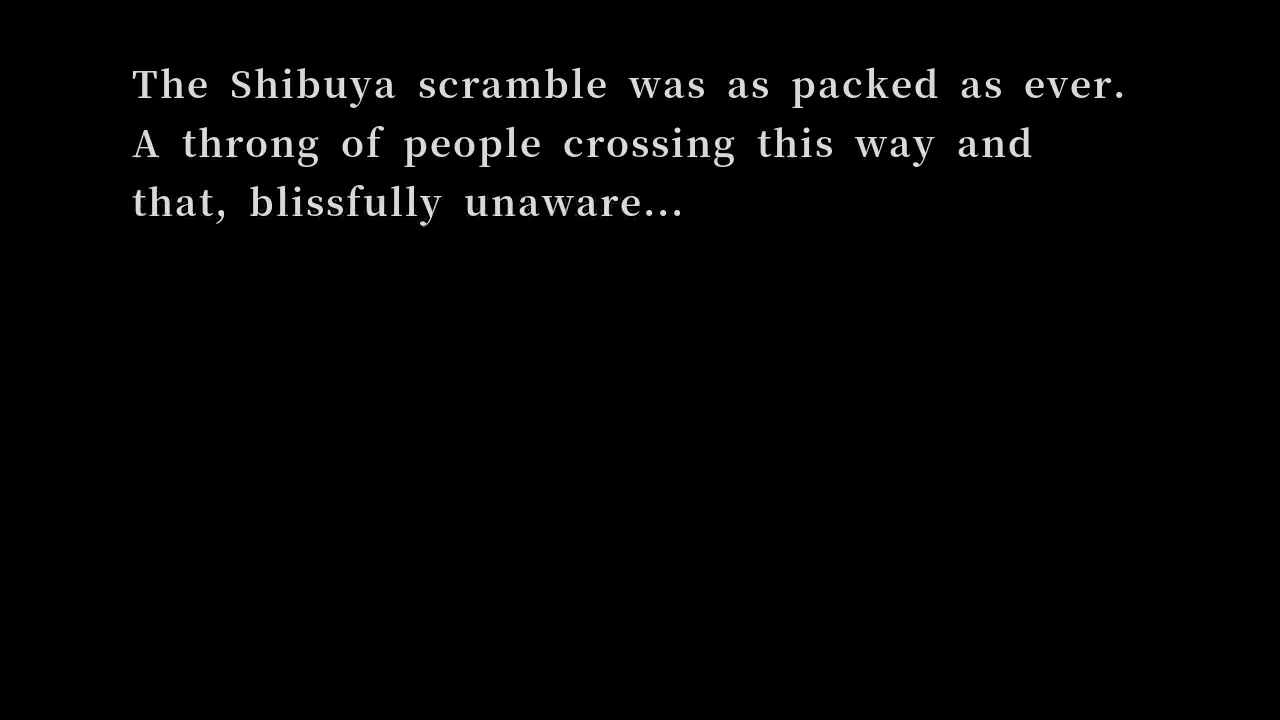 The Shibuya scramble was as packed as ever.
A throng of people crossing this way and
that, blissfully unaware...